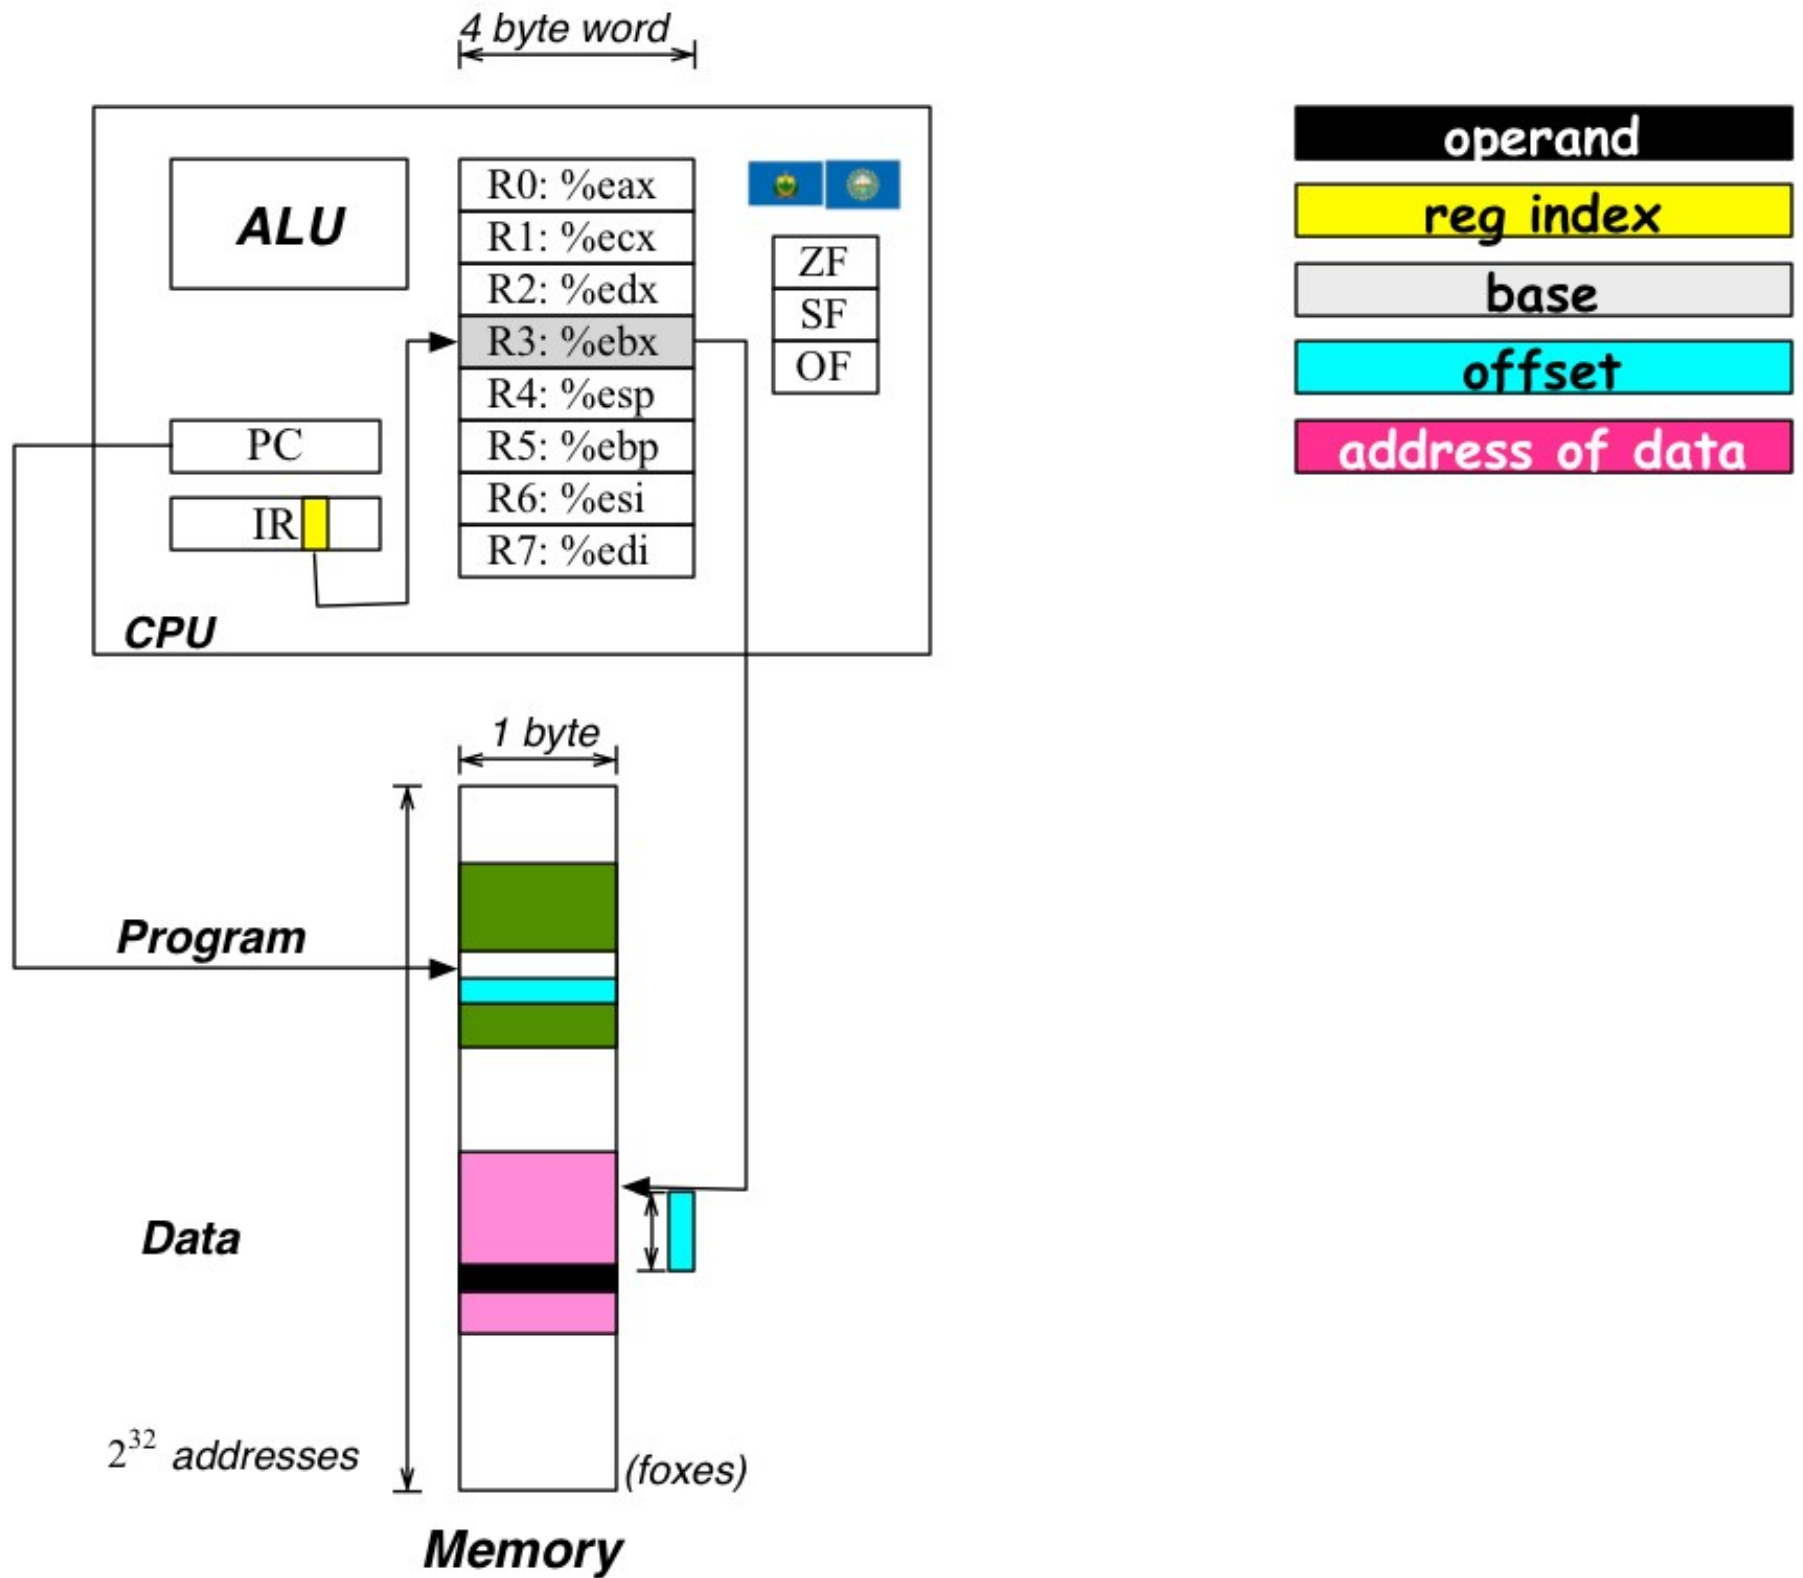 4 byte word
ALU
R0: %eax
R1: %ecx
R2: %edx
R3: %ebx
R4: %esp
R5: %ebp
R6: %esi
R7: %edi
ZF
SF
OF
PC
IR
CPU
operand
reg index
base
offset
address of data
1 byte
Program
Data
2^32 addresses
(foxes)
Memory